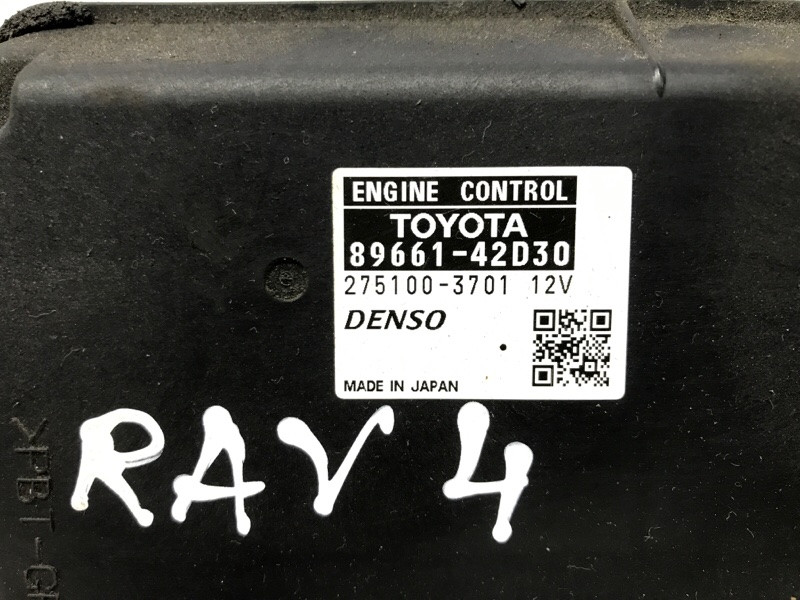 ENGINE CONTROL
TOYOTA
89661-42D30
275100-3701 12V
DENSO
MADE IN JAPAN
RAV 4